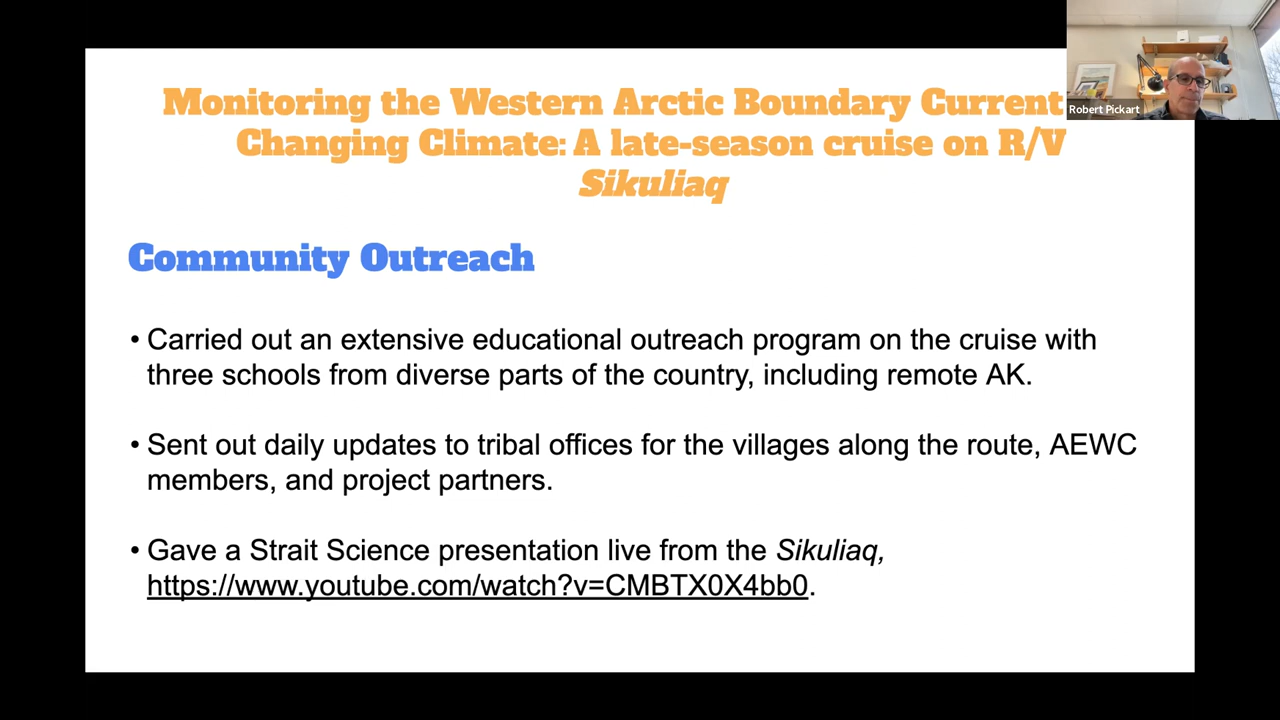 Monitoring the Western Arctic Boundary Current
Changing Climate: A late-season cruise on R/V
Sikuliaq
Robert Pickart
Community Outreach
• Carried out an extensive educational outreach program on the cruise with
three schools from diverse parts of the country, including remote AK.
• Sent out daily updates to tribal offices for the villages along the route, AEWC
members, and project partners.
• Gave a Strait Science presentation live from the Sikuliaq,
https://www.youtube.com/watch?v=CMBTX0X4bb0.